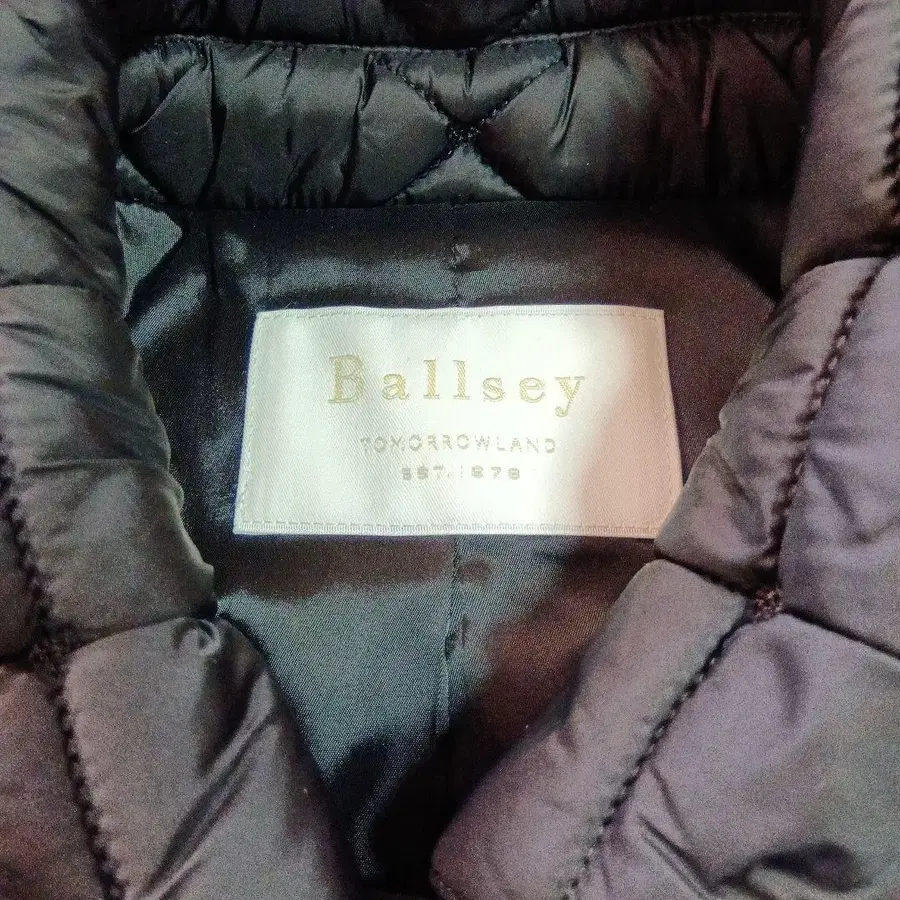 Ballsey
TOMORROWLAND
EST. 1978